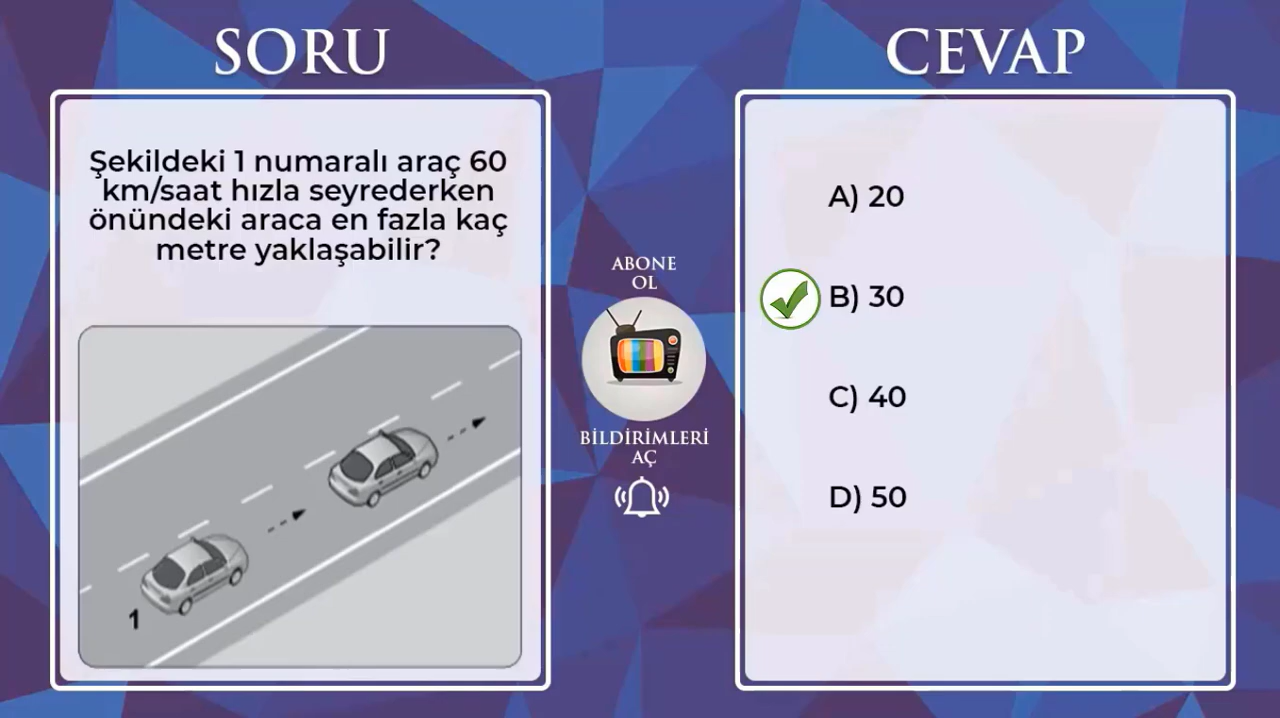 SORU
Şekildeki 1 numaralı araç 60
km/saat hızla seyrederken
önündeki araca en fazla kaç
metre yaklaşabilir?
1
ABONE
OL
BİLDİRİMLERİ
AÇ
CEVAP
A) 20
B) 30
C) 40
D) 50